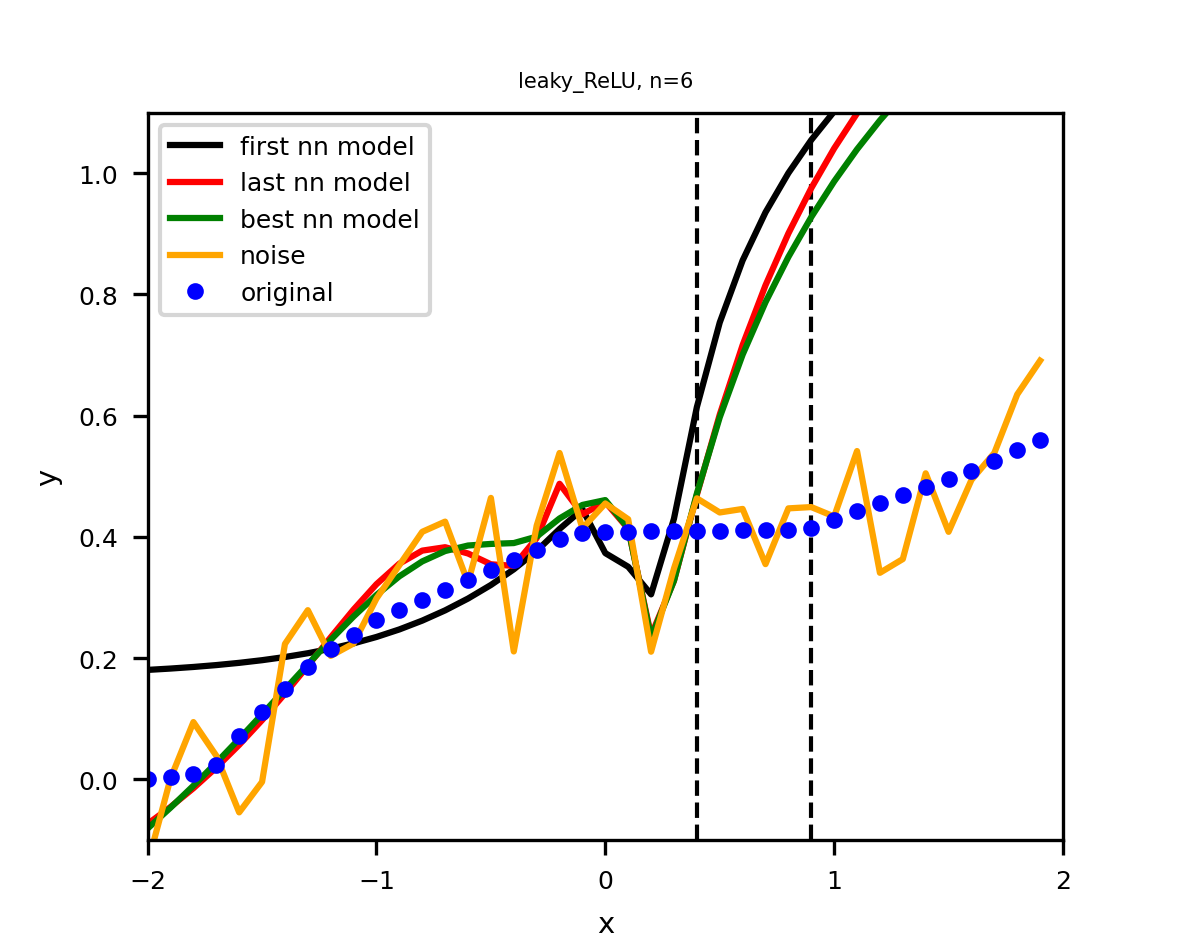 leaky_ReLU, n=6
first nn model
last nn model
best nn model
noise
original
1.0
0.8
0.6
0.4
0.2
0.0
y
−2
−1
0
1
2
x